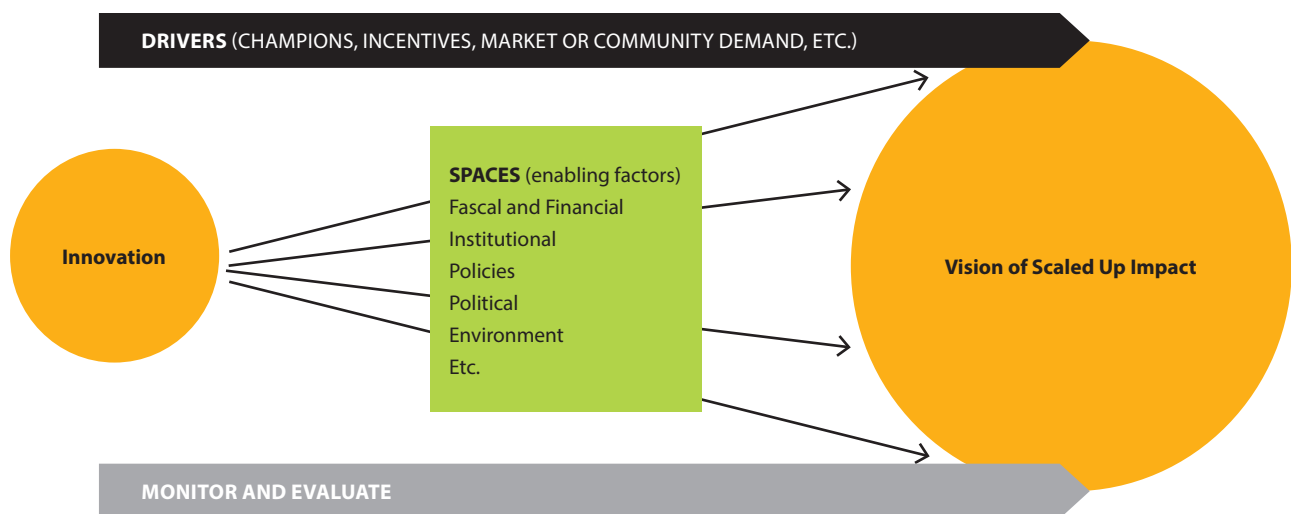 DRIVERS (CHAMPIONS, INCENTIVES, MARKET OR COMMUNITY DEMAND, ETC.)
Innovation
SPACES (enabling factors)
Fascal and Financial
Institutional
Policies
Political
Environment
Etc.
Vision of Scaled Up Impact
MONITOR AND EVALUATE